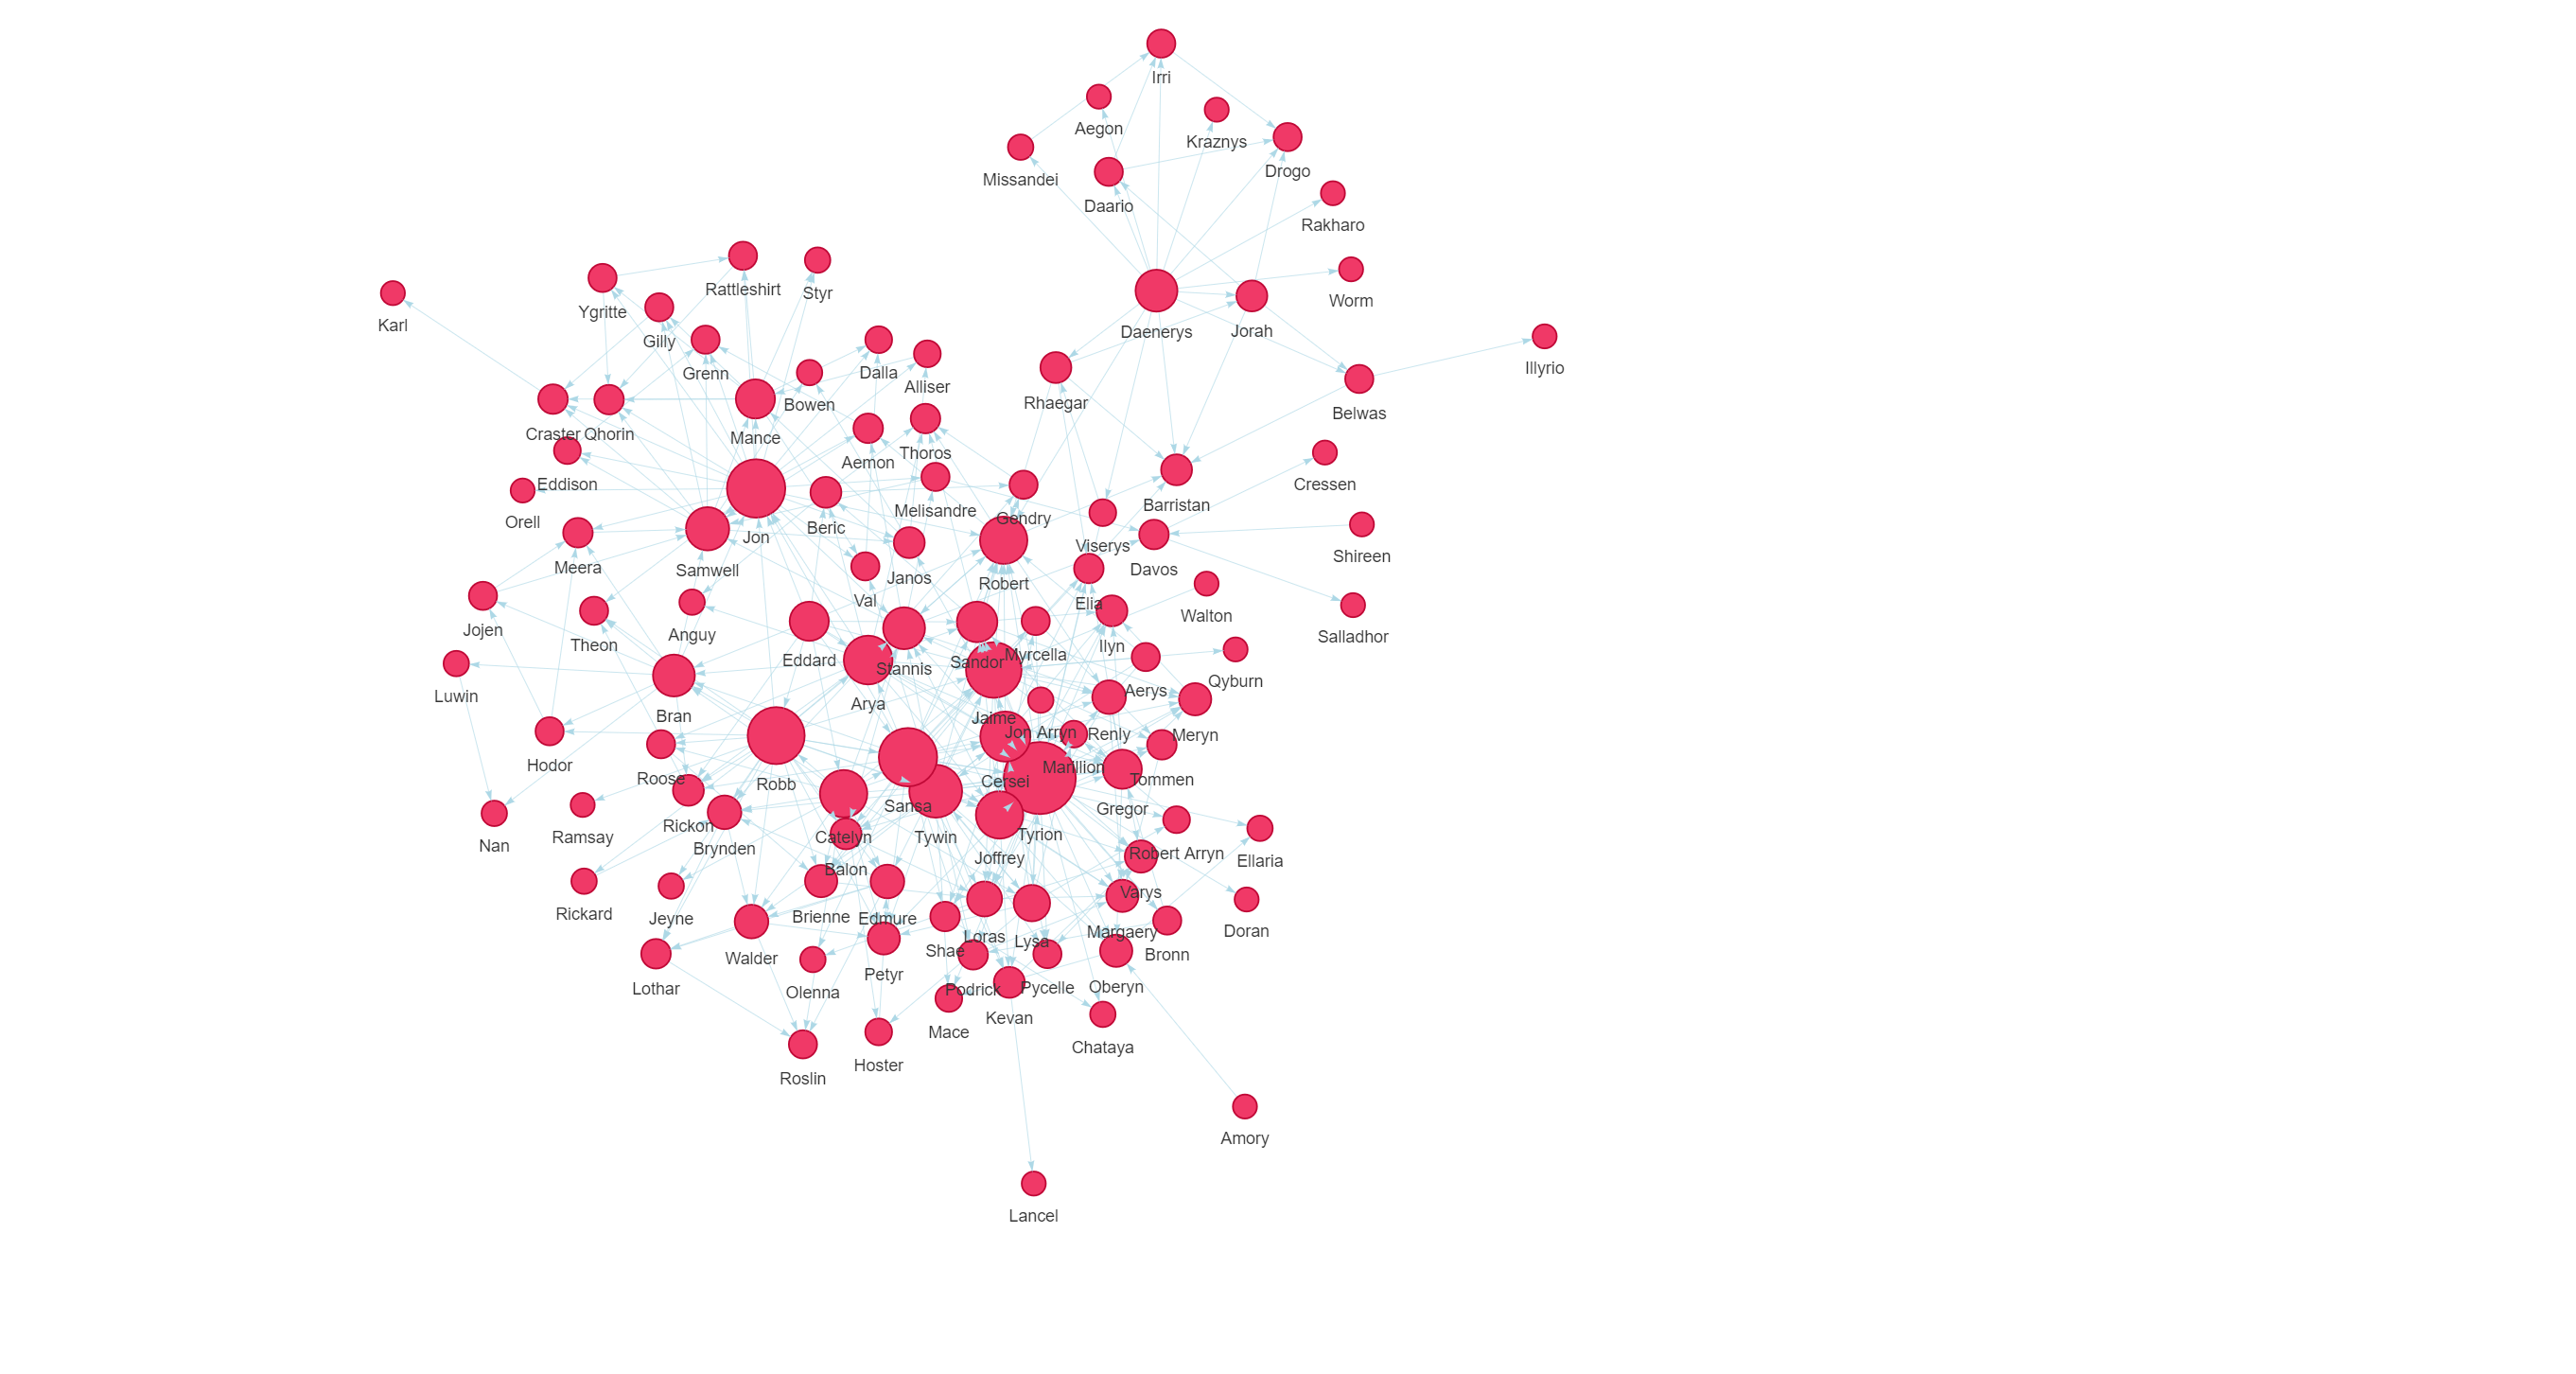 Irri
Aegon
Kraznys
Drogo
Missandei
Daario
Rakharo
Rattleshirt
Styr
Worm
Ygritte
Karl
Daenerys
Jorah
Gilly
Illyrio
Grenn
Dalla
Alliser
Bowen
Rhaegar
Belwas
Craster
Qhorin
Mance
Thoros
Aemon
Eddison
Cressen
Barristan
Melisandre
Gendry
Orell
Beric
Jon
Viserys
Shireen
Meera
Samwell
Janos
Davos
Robert
Val
Elia
Walton
Jojen
Anguy
Salladhor
Theon
Ilyn
Myrcella
Eddard
Sandor
Stannis
Qyburn
Aerys
Luwin
Arya
Bran
Jaime
Jon Arryn
Renly
Meryn
Hodor
Marillion
Roose
Tommen
Cersei
Robb
Sansa
Gregor
Rickon
Tyrion
Ramsay
Catelyn
Tywin
Nan
Brynden
Robert Arryn
Joffrey
Ellaria
Balon
Varys
Rickard
Jeyne
Brienne
Edmure
Margaery
Doran
Loras
Lysa
Shae
Bronn
Walder
Petyr
Lothar
Olenna
Podrick
Pycelle
Oberyn
Kevan
Mace
Chataya
Hoster
Roslin
Amory
Lancel